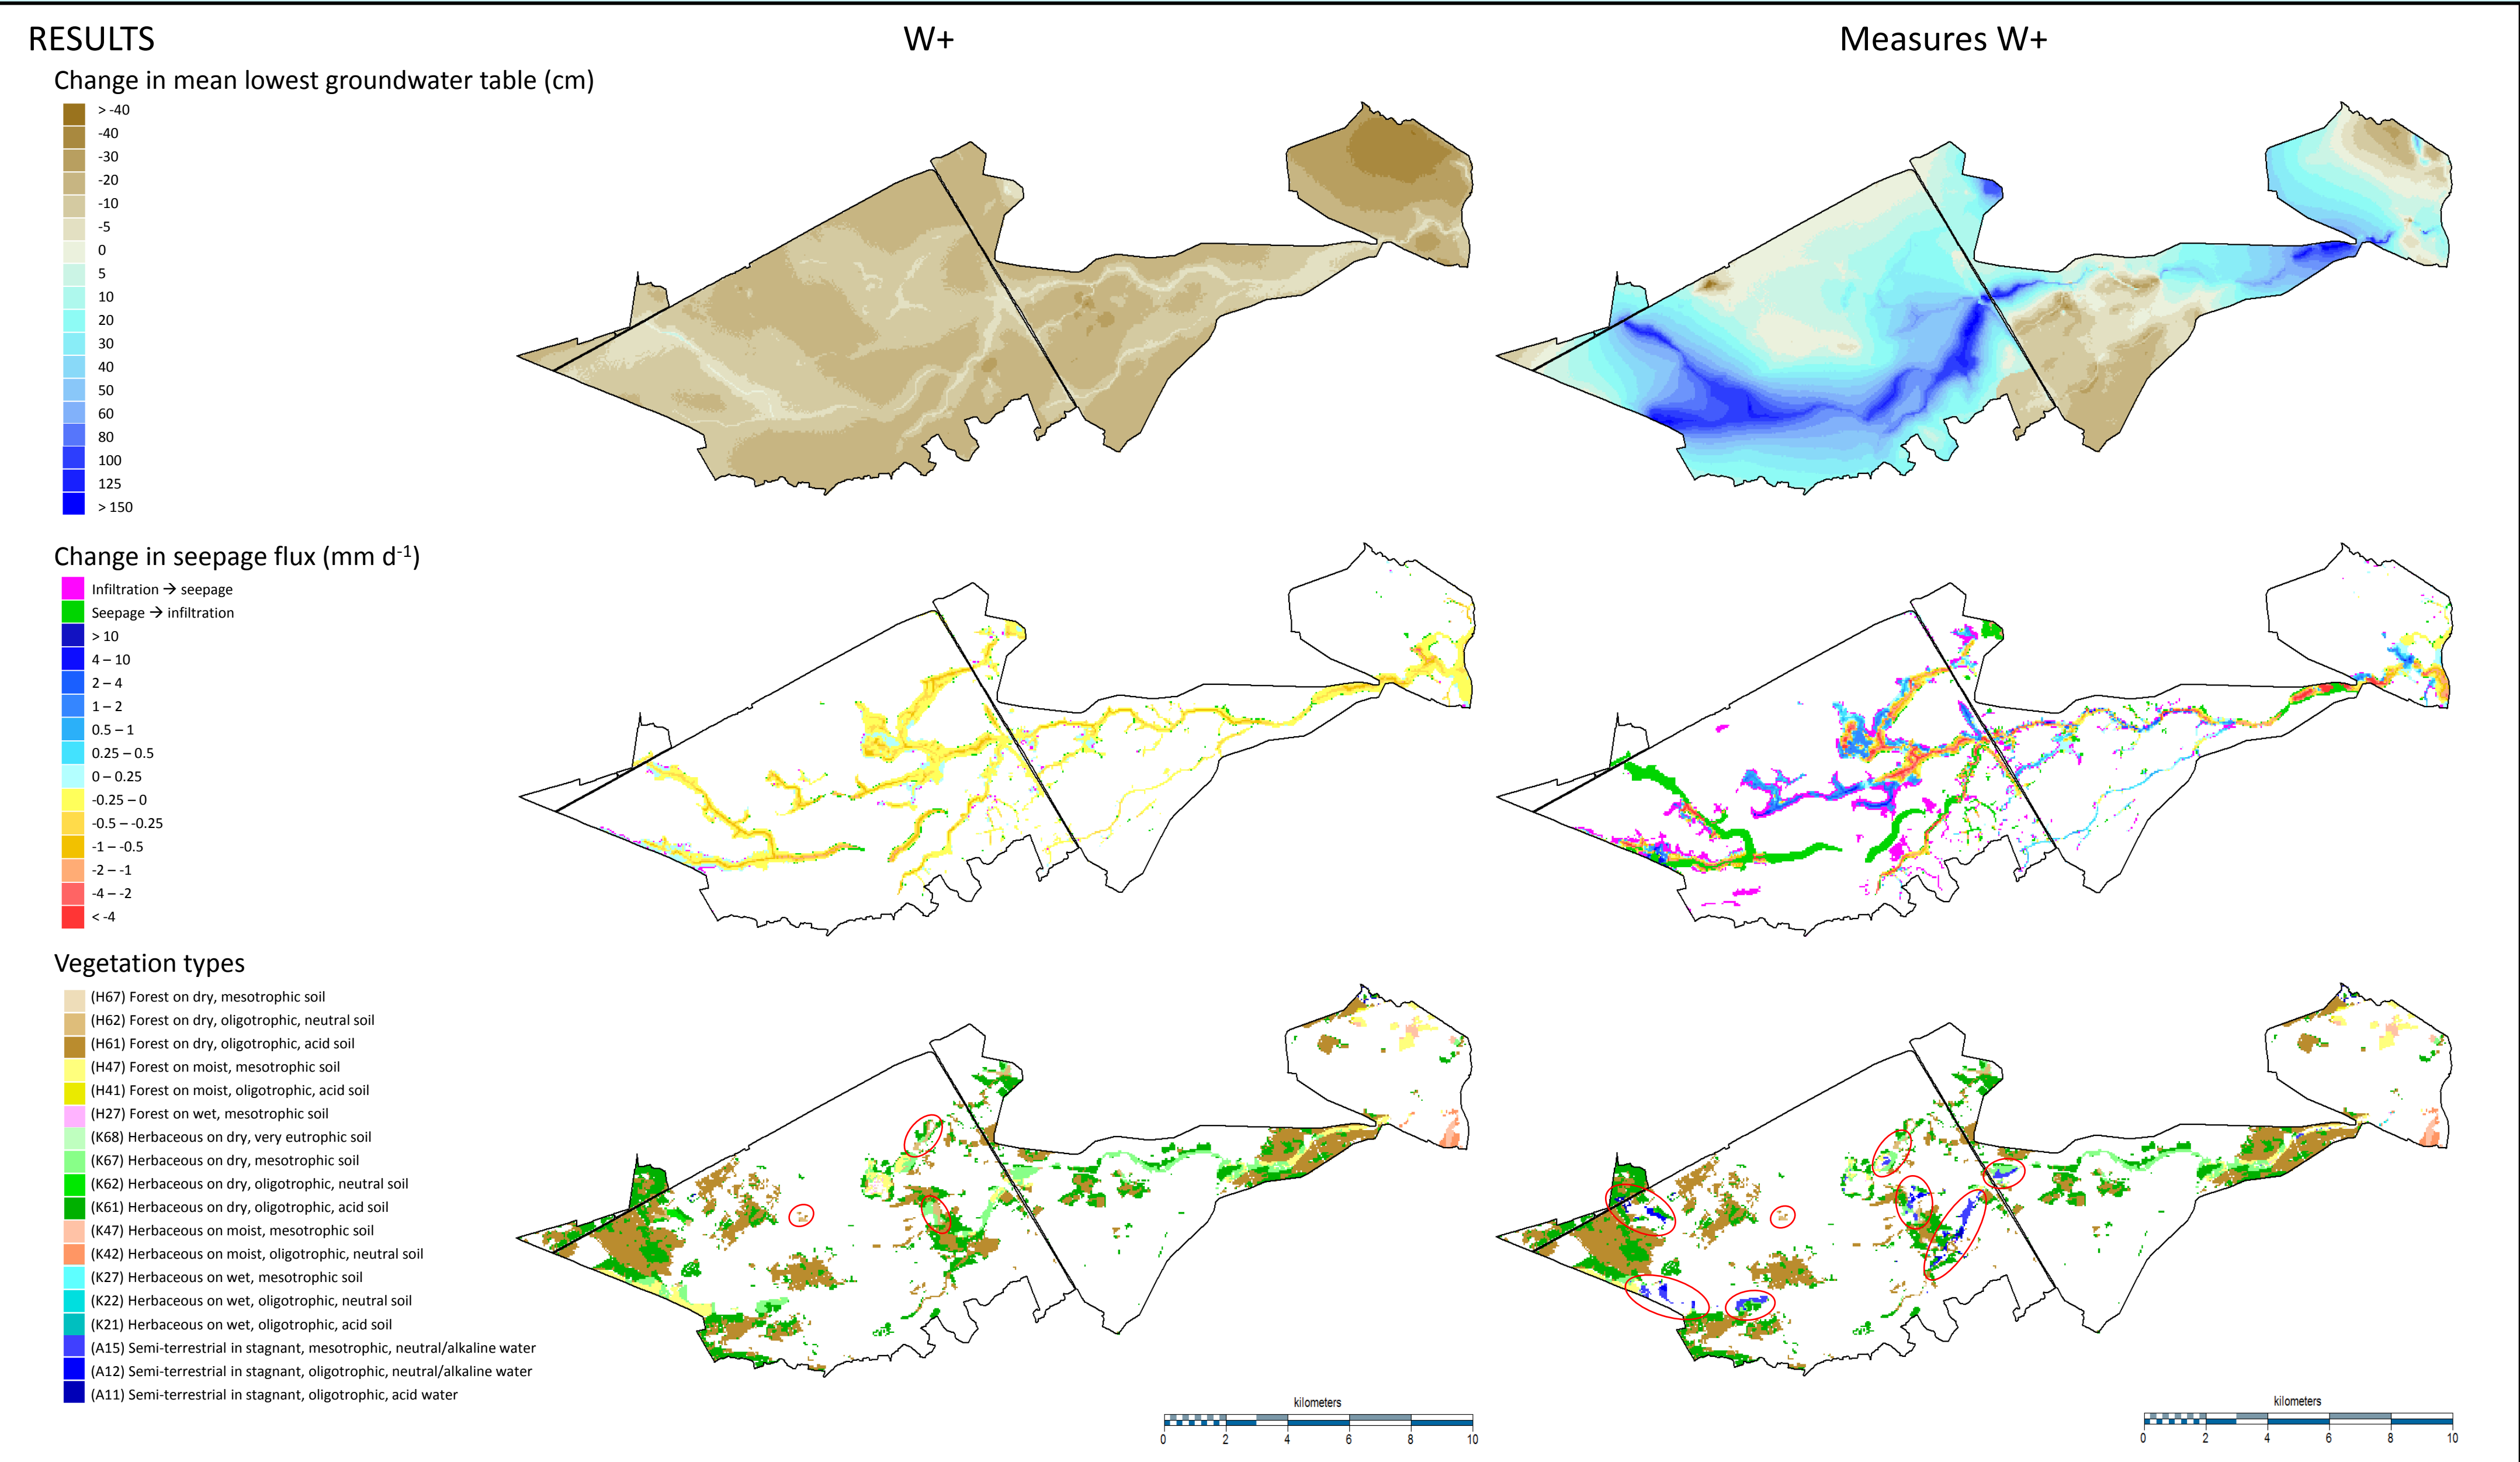 RESULTS
W+
Measures W+
Change in mean lowest groundwater table (cm)
> -40
-40
-30
-20
-10
-5
0
5
10
20
30
40
50
60
80
100
125
> 150
Change in seepage flux (mm d-1)
Infiltration → seepage
Seepage → infiltration
> 10
4 – 10
2 – 4
1 – 2
0.5 – 1
0.25 – 0.5
0 – 0.25
-0.25 – 0
-0.5 – -0.25
-1 – -0.5
-2 – -1
-4 – -2
< -4
Vegetation types
(H67) Forest on dry, mesotrophic soil
(H62) Forest on dry, oligotrophic, neutral soil
(H61) Forest on dry, oligotrophic, acid soil
(H47) Forest on moist, mesotrophic soil
(H41) Forest on moist, oligotrophic, acid soil
(H27) Forest on wet, mesotrophic soil
(K68) Herbaceous on dry, very eutrophic soil
(K67) Herbaceous on dry, mesotrophic soil
(K62) Herbaceous on dry, oligotrophic, neutral soil
(K61) Herbaceous on dry, oligotrophic, acid soil
(K47) Herbaceous on moist, mesotrophic soil
(K42) Herbaceous on moist, oligotrophic, neutral soil
(K27) Herbaceous on wet, mesotrophic soil
(K22) Herbaceous on wet, oligotrophic, neutral soil
(K21) Herbaceous on wet, oligotrophic, acid soil
(A15) Semi-terrestrial in stagnant, mesotrophic, neutral/alkaline water
(A12) Semi-terrestrial in stagnant, oligotrophic, neutral/alkaline water
(A11) Semi-terrestrial in stagnant, oligotrophic, acid water
kilometers
0 2 4 6 8 10
kilometers
0 2 4 6 8 10